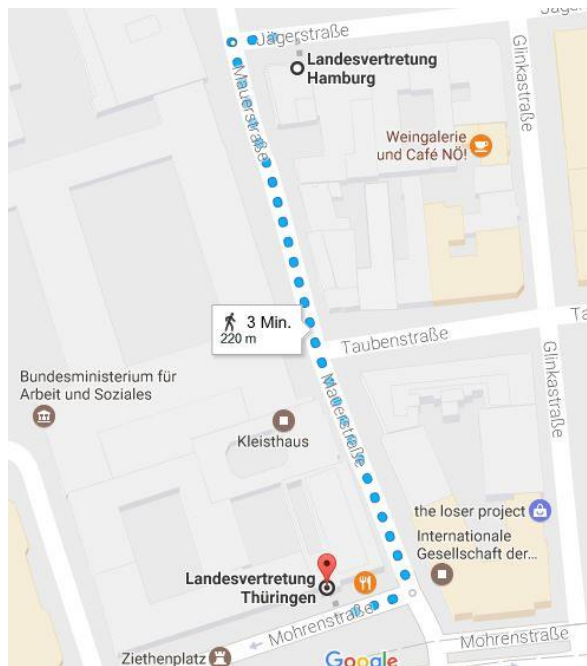 Jägerstraße
Landesvertretung
Hamburg
Mauerstraße
Glinkastraße
Weingalerie
und Café NÖ!
3 Min.
220 m
Taubenstraße
Ta
Glinkastraße
Bundesministerium für
Arbeit und Soziales
Mauerstraße
Kleisthaus
the loser project
Internationale
Gesellschaft der...
Landesvertretung
Thüringen
Mohrenstraße
Mohrenstraße
Ziethenplatz
Google